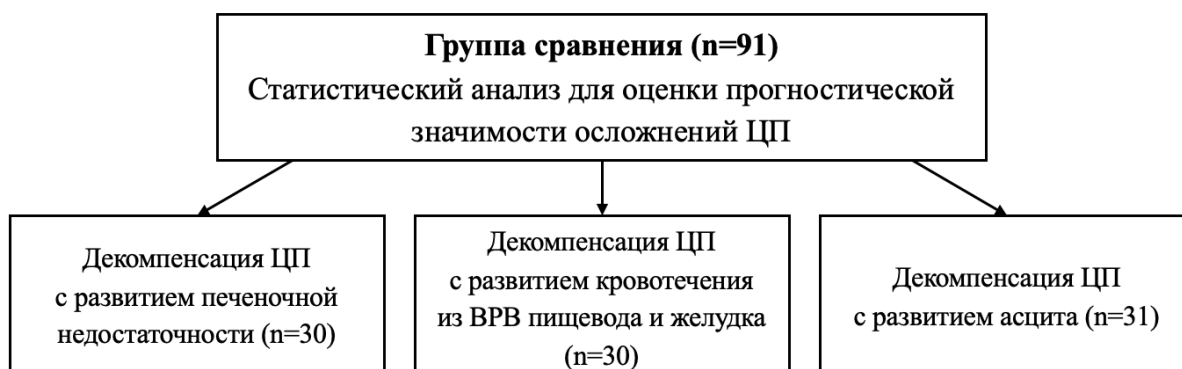 Группа сравнения (n=91)
Статистический анализ для оценки прогностической
значимости осложнений ЦП
Декомпенсация ЦП
с развитием печеночной
недостаточности (n=30)
Декомпенсация ЦП
с развитием кровотечения
из ВРВ пищевода и желудка
(n=30)
Декомпенсация ЦП
с развитием асцита (n=31)